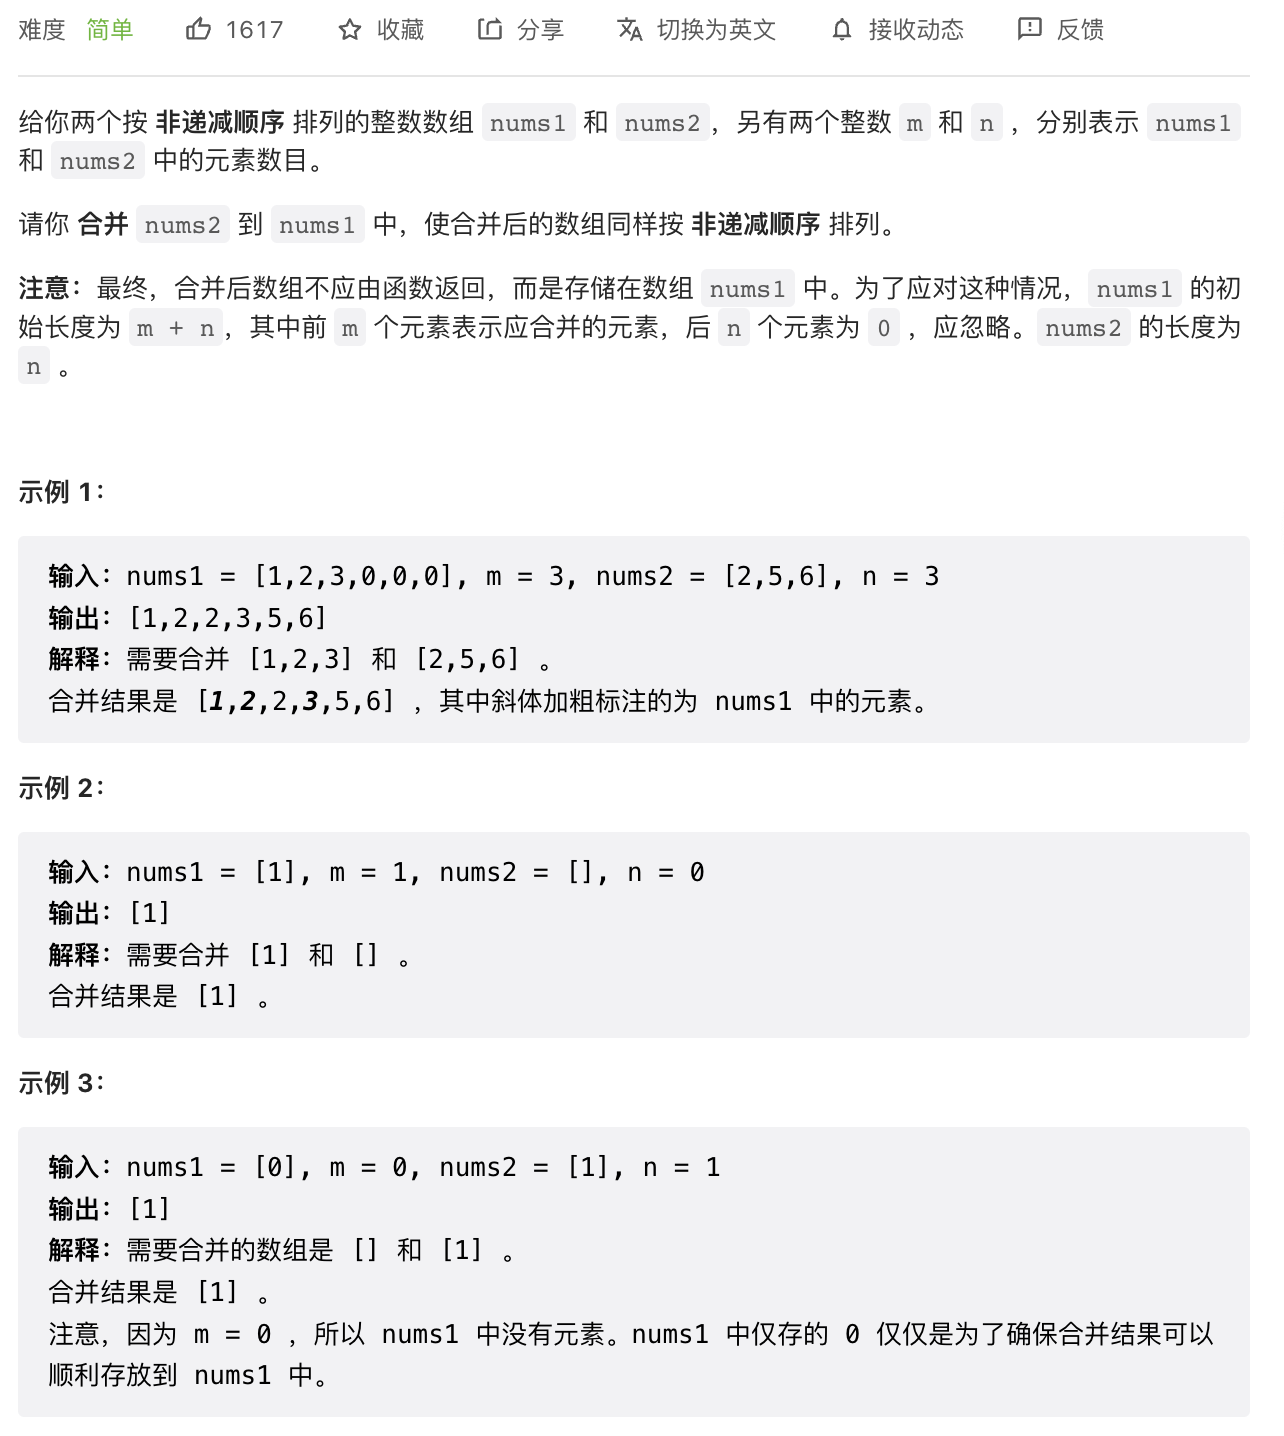 难度 简单 1617 收藏 分享 切换为英文 接收动态 反馈
给你两个按 非递减顺序 排列的整数数组 nums1 和 nums2，另有两个整数 m 和 n ，分别表示 nums1
和 nums2 中的元素数目。
请你 合并 nums2 到 nums1 中，使合并后的数组同样按 非递减顺序 排列。
注意：最终，合并后数组不应由函数返回，而是存储在数组 nums1 中。为了应对这种情况，nums1 的初
始长度为 m + n，其中前 m 个元素表示应合并的元素，后 n 个元素为 0 ，应忽略。nums2 的长度为
n 。
示例 1：
输入：nums1 = [1,2,3,0,0,0], m = 3, nums2 = [2,5,6], n = 3
输出：[1,2,2,3,5,6]
解释：需要合并 [1,2,3] 和 [2,5,6] 。
合并结果是 [1,2,2,3,5,6] ，其中斜体加粗标注的为 nums1 中的元素。
示例 2：
输入：nums1 = [1], m = 1, nums2 = [], n = 0
输出：[1]
解释：需要合并 [1] 和 [] 。
合并结果是 [1] 。
示例 3：
输入：nums1 = [0], m = 0, nums2 = [1], n = 1
输出：[1]
解释：需要合并的数组是 [] 和 [1] 。
合并结果是 [1] 。
注意，因为 m = 0 ，所以 nums1 中没有元素。nums1 中仅存的 0 仅仅是为了确保合并结果可以
顺利存放到 nums1 中。